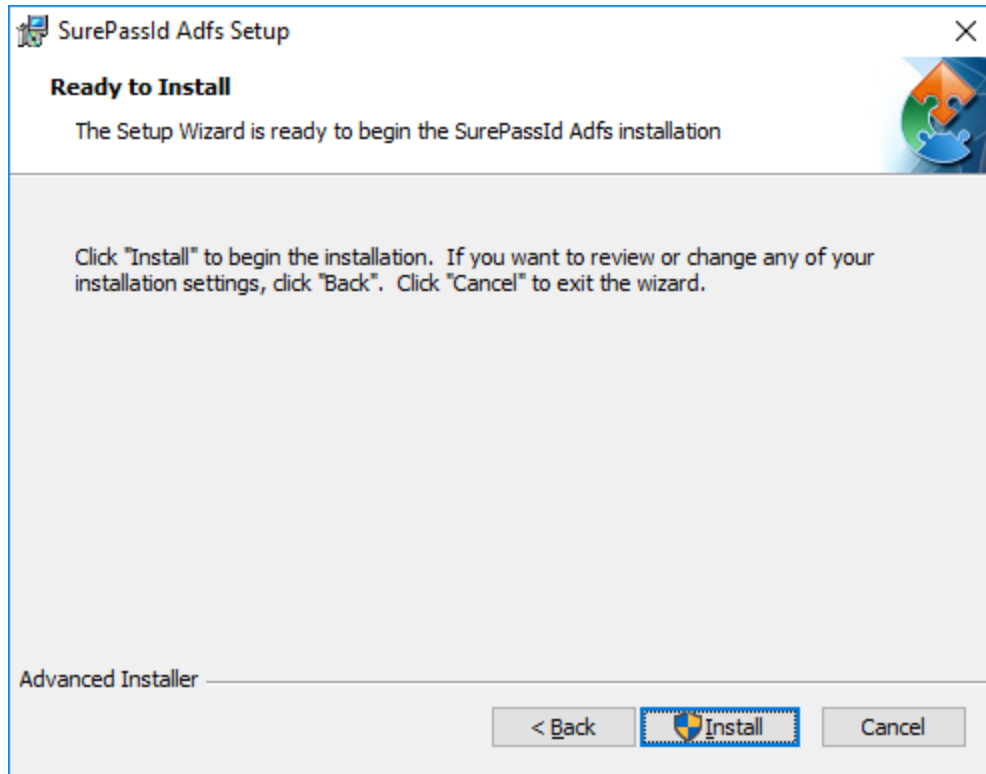 SurePassId Adfs Setup
Ready to Install
The Setup Wizard is ready to begin the SurePassId Adfs installation
Click "Install" to begin the installation.  If you want to review or change any of your
installation settings, click "Back".  Click "Cancel" to exit the wizard.
Advanced Installer
< Back
Install
Cancel